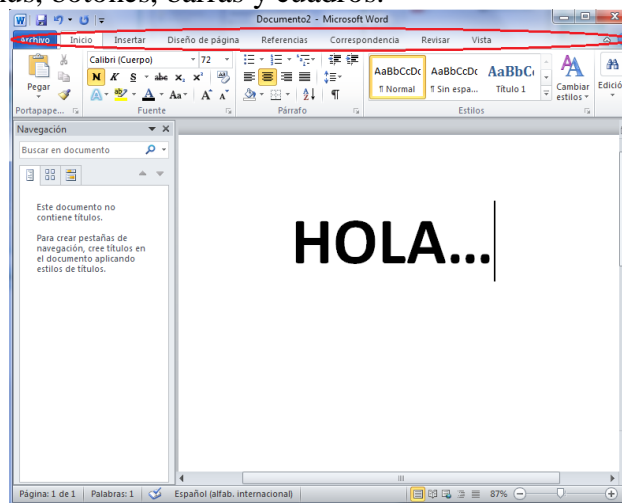 botones, barras y cuadros.
Documento2 - Microsoft Word
Archivo Inicio Insertar Diseño de página Referencias Correspondencia Revisar Vista
Calibri (Cuerpo) 72
Pegar
N K S abc x₂ x²
A ab A Aa A A
AaBbCcDc AaBbCcDc AaBbC
¶ Normal ¶ Sin espa... Título 1
Cambiar estilos
Edició
Portapape... Fuente Párrafo Estilos
Navegación
Buscar en documento
Este documento no
contiene títulos.
Para crear pestañas de
navegación, cree títulos en
el documento aplicando
estilos de títulos.
HOLA...
Página: 1 de 1 Palabras: 1 Español (alfab. internacional) 87%